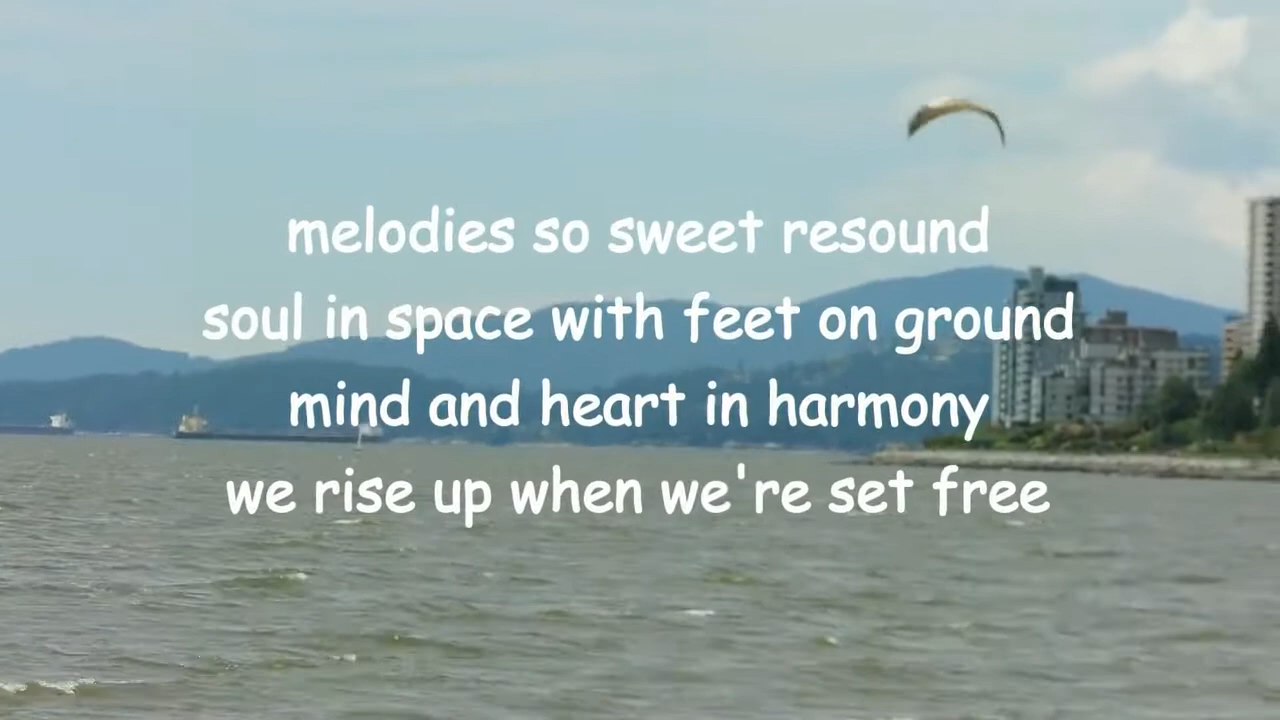 melodies so sweet resound
soul in space with feet on ground
mind and heart in harmony
we rise up when we're set free